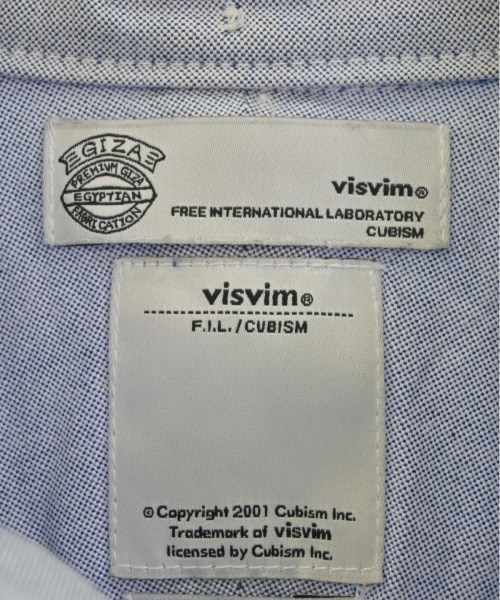 GIZA
PREMIUM GIZA
EGYPTIAN
FABRICATION
visvim®
FREE INTERNATIONAL LABORATORY
CUBISM
visvim®
F.I.L./CUBISM
© Copyright 2001 Cubism Inc.
Trademark of visvim
licensed by Cubism Inc.